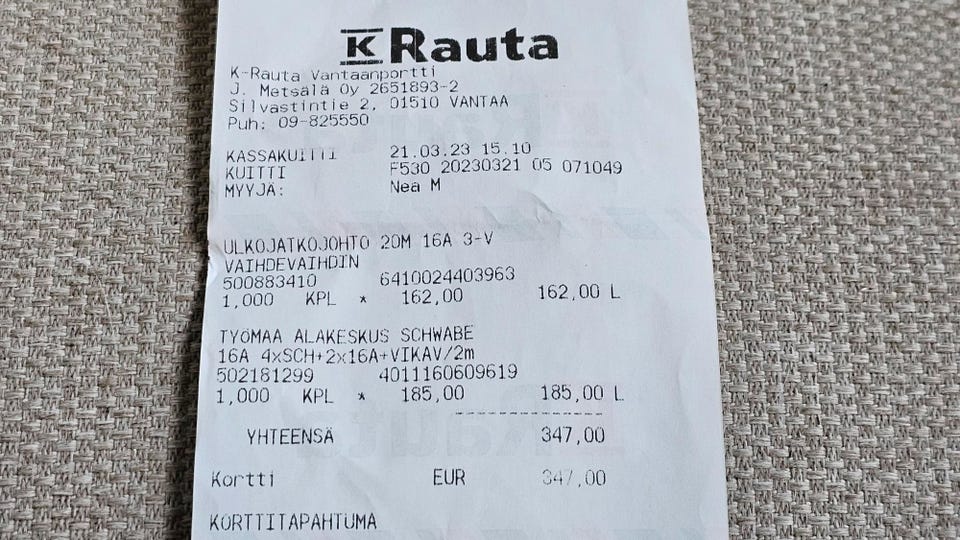 K Rauta
K-Rauta Vantaanportti
J. Metsälä Oy 2651893-2
Silvastintie 2, 01510 VANTAA
Puh: 09-825550
KASSAKUITTI 21.03.23 15.10
KUITTI F530 20230321 05 071049
MYYJÄ: Nea M
ULKOJATKOJOHTO 20M 16A 3-V
VAIHDEVAIHDIN
500883410 6410024403963
1,000 KPL * 162,00 162,00 L
TYÖMAA ALAKESKUS SCHWABE
16A 4xSCH+2x16A+VIKAV/2m
502181299 4011160609619
1,000 KPL * 185,00 185,00 L
YHTEENSÄ 347,00
Kortti EUR 347,00
KORTTITAPAHTUMA